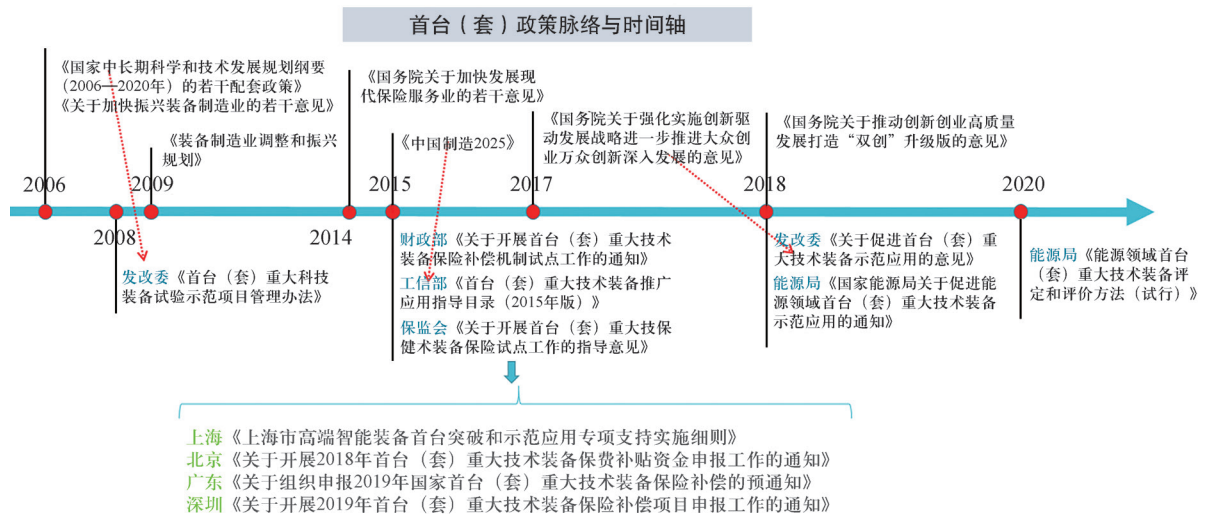 首台（套）政策脉络与时间轴
《国家中长期科学和技术发展规划纲要
（2006—2020年）的若干配套政策》
《关于加快振兴装备制造业的若干意见》
《装备制造业调整和振兴
规划》
《国务院关于加快发展现
代保险服务业的若干意见》
《中国制造2025》
《国务院关于强化实施创新驱
动发展战略进一步推进大众创
业万众创新深入发展的意见》
《国务院关于推动创新创业高质量
发展打造“双创”升级版的意见》
2006
2009
2015
2017
2018
2020
2008
2014
发改委《首台（套）重大科技
装备试验示范项目管理办法》
财政部《关于开展首台（套）重大技术
装备保险补偿机制试点工作的通知》
工信部《首台（套）重大技术装备推广
应用指导目录（2015年版）》
保监会《关于开展首台（套）重大技保
健术装备保险试点工作的指导意见》
发改委《关于促进首台（套）重
大技术装备示范应用的意见》
能源局《国家能源局关于促进能
源领域首台（套）重大技术装备
示范应用的通知》
能源局《能源领域首台
（套）重大技术装备评
定和评价方法（试行）》
上海《上海市高端智能装备首台突破和示范应用专项支持实施细则》
北京《关于开展2018年首台（套）重大技术装备保费补贴资金申报工作的通知》
广东《关于组织申报2019年国家首台（套）重大技术装备保险补偿的预通知》
深圳《关于开展2019年首台（套）重大技术装备保险补偿项目申报工作的通知》